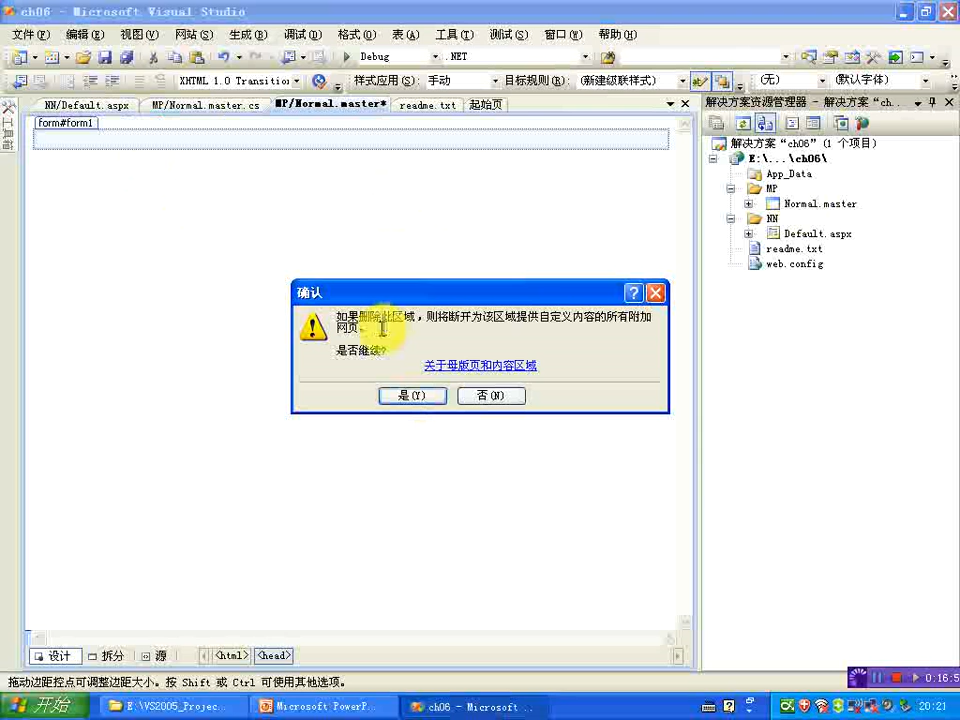 ch06 - Microsoft Visual Studio
文件(F) 编辑(E) 视图(V) 网站(S) 生成(B) 调试(D) 格式(O) 表(A) 工具(T) 测试(S) 窗口(W) 帮助(H)
Debug .NET
XHTML 1.0 Transition 样式应用(S): 手动 目标规则(R): (新建级联样式) (无) (默认字体)
NN/Default.aspx MP/Normal.master.cs MP/Normal.master* readme.txt 起始页
解决方案资源管理器 - 解决方案“ch...
form#form1
工具箱
解决方案“ch06”(1 个项目)
E:\...\ch06\
App_Data
MP
Normal.master
NN
Default.aspx
readme.txt
web.config
确认
如果删除此区域，则将断开为该区域提供自定义内容的所有附加
网页。
是否继续?
关于母版页和内容区域
是(Y) 否(N)
设计 拆分 源 <html> <head>
拖动边距控点可调整边距大小。按 Shift 或 Ctrl 可使用其他选项。
0:16:5
开始 E:\VS2005_Projec... Microsoft PowerP... ch06 - Microsoft ... 20:21